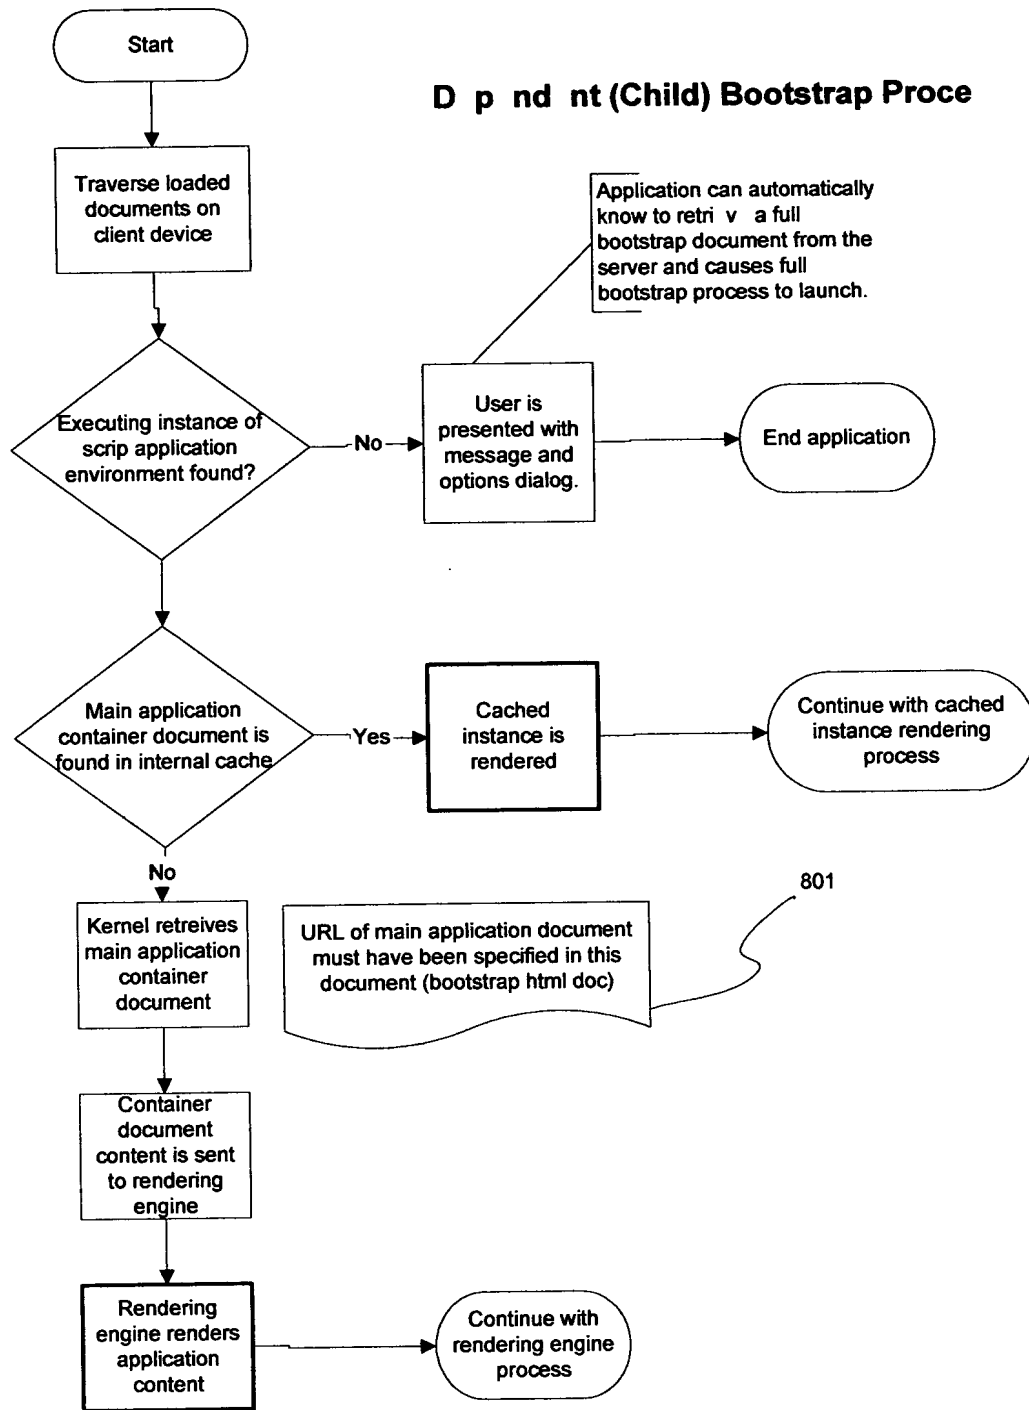 Start
D p nd nt (Child) Bootstrap Proce
Traverse loaded
documents on
client device
Application can automatically
know to retri v a full
bootstrap document from the
server and causes full
bootstrap process to launch.
Executing instance of
scrip application
environment found?
No
User is
presented with
message and
options dialog.
End application
Main application
container document is
found in internal cache
Yes
Cached
instance is
rendered
Continue with cached
instance rendering
process
No
801
Kernel retreives
main application
container
document
URL of main application document
must have been specified in this
document (bootstrap html doc)
Container
document
content is sent
to rendering
engine
Rendering
engine renders
application
content
Continue with
rendering engine
process